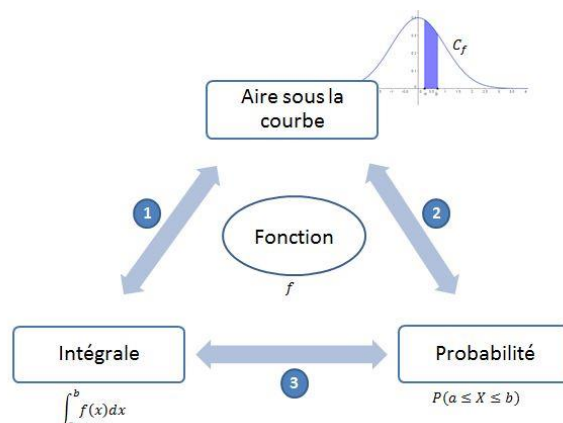 C_f
Aire sous la
courbe
1
2
Fonction
f
Intégrale
Probabilité
3
∫ b f(x)dx
P(a ≤ X ≤ b)